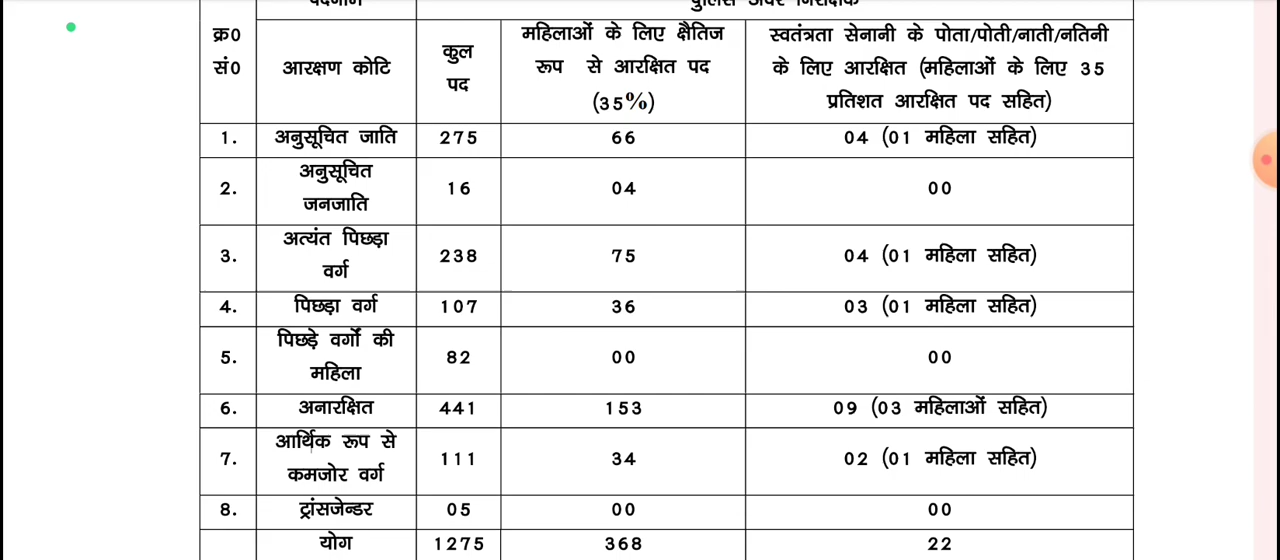 क्र0 सं0
आरक्षण कोटि
कुल पद
महिलाओं के लिए क्षैतिज
रूप से आरक्षित पद
(35%)
स्वतंत्रता सेनानी के पोता/पोती/नाती/नतिनी
के लिए आरक्षित (महिलाओं के लिए 35
प्रतिशत आरक्षित पद सहित)
1. अनुसूचित जाति 275 66 04 (01 महिला सहित)
2. अनुसूचित जनजाति 16 04 00
3. अत्यंत पिछड़ा वर्ग 238 75 04 (01 महिला सहित)
4. पिछड़ा वर्ग 107 36 03 (01 महिला सहित)
5. पिछड़े वर्गों की महिला 82 00 00
6. अनारक्षित 441 153 09 (03 महिलाओं सहित)
7. आर्थिक रूप से कमजोर वर्ग 111 34 02 (01 महिला सहित)
8. ट्रांसजेन्डर 05 00 00
योग 1275 368 22